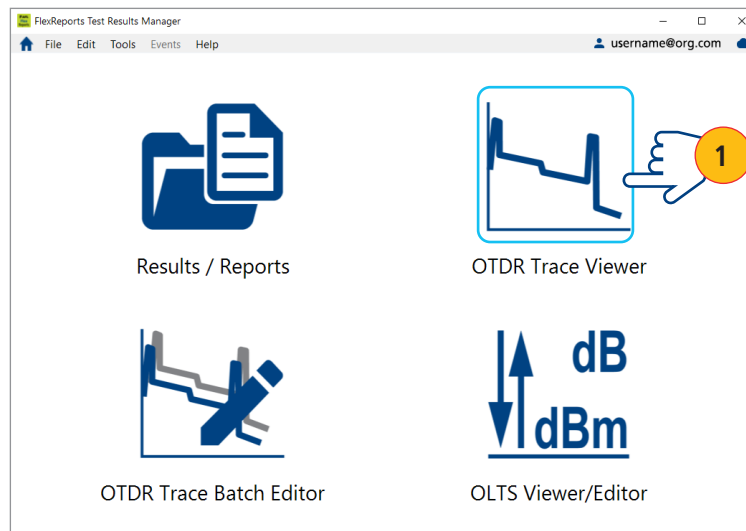 FlexReports Test Results Manager
File Edit Tools Events Help
username@org.com
1
Results / Reports
OTDR Trace Viewer
dB
dBm
OTDR Trace Batch Editor
OLTS Viewer/Editor